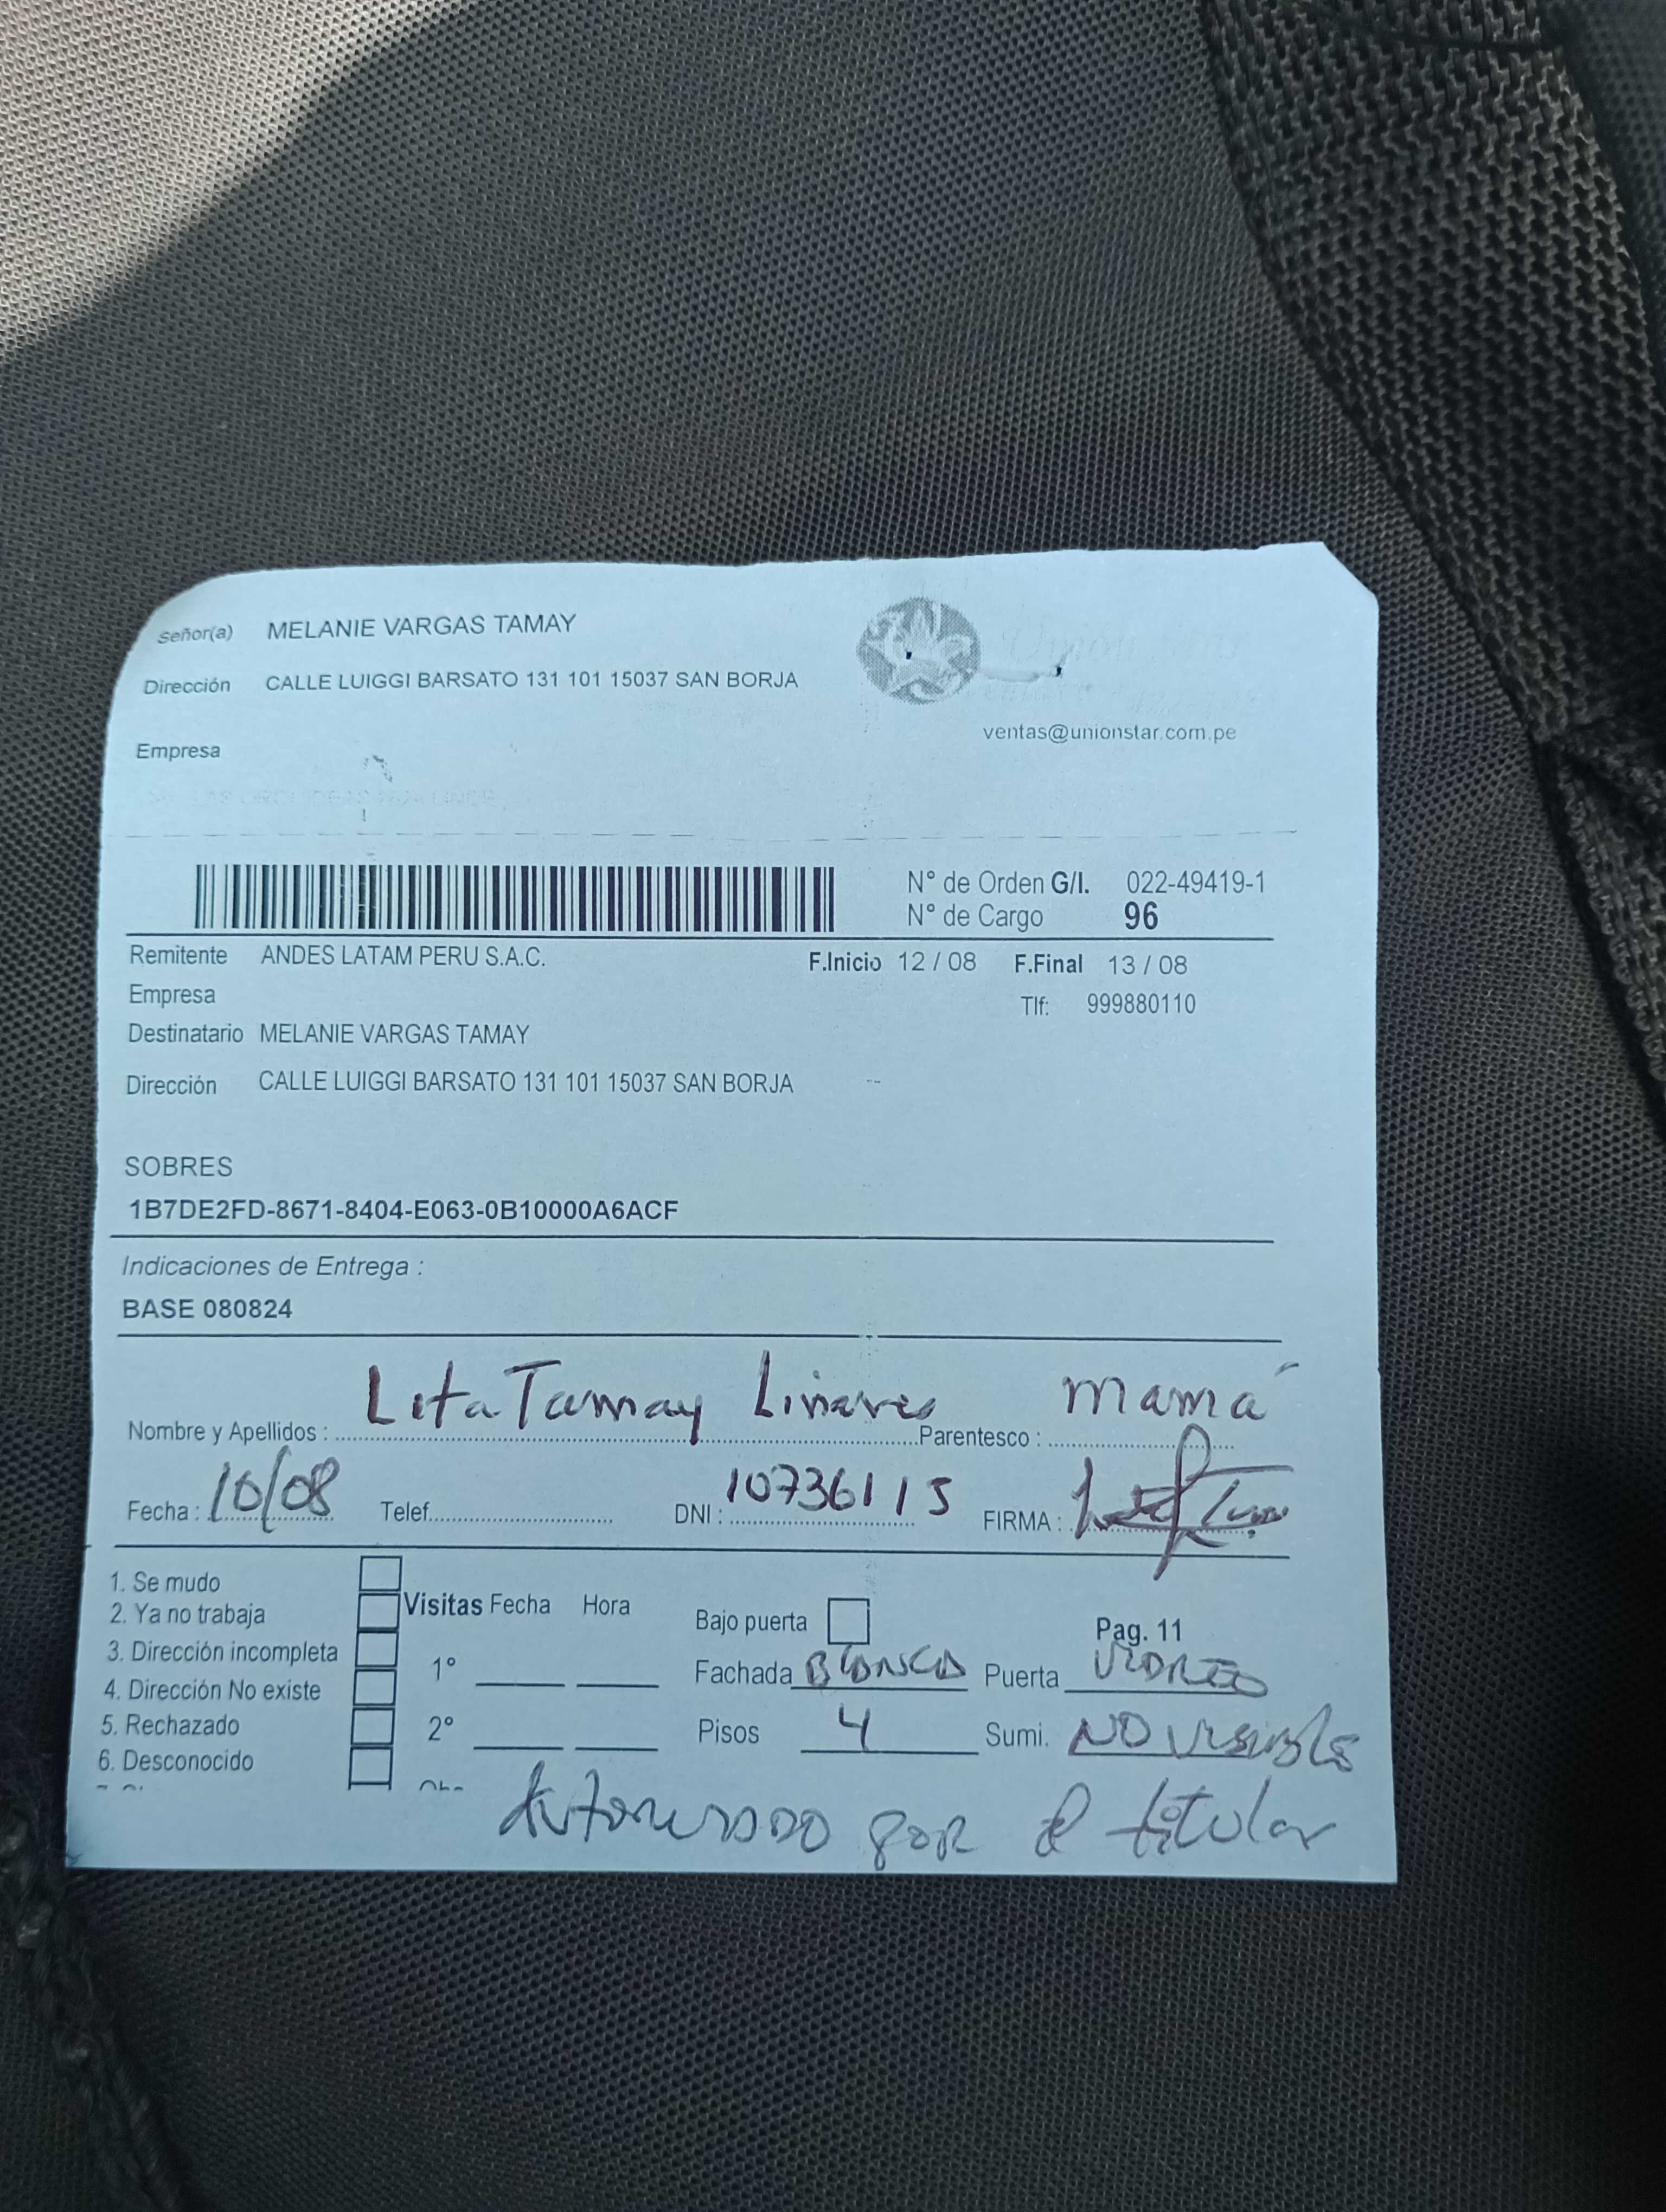 Señor(a) MELANIE VARGAS TAMAY
Dirección CALLE LUIGGI BARSATO 131 101 15037 SAN BORJA
ventas@unionstar.com.pe
Empresa
N° de Orden G/I. 022-49419-1
N° de Cargo 96
Remitente ANDES LATAM PERU S.A.C. F.Inicio 12 / 08 F.Final 13 / 08
Empresa Tlf: 999880110
Destinatario MELANIE VARGAS TAMAY
Dirección CALLE LUIGGI BARSATO 131 101 15037 SAN BORJA
SOBRES
1B7DE2FD-8671-8404-E063-0B10000A6ACF
Indicaciones de Entrega :
BASE 080824
Nombre y Apellidos : Lita Tamay Linares Parentesco : mamá
Fecha : 10/08 Telef. DNI : 10736115 FIRMA :
1. Se mudo
2. Ya no trabaja
3. Dirección incompleta
4. Dirección No existe
5. Rechazado
6. Desconocido
Visitas Fecha Hora
1°
2°
Bajo puerta Pag. 11
Fachada BLANCA Puerta VIDRIO
Pisos 4 Sumi. NO VISIBLE
Autorizado por el titular